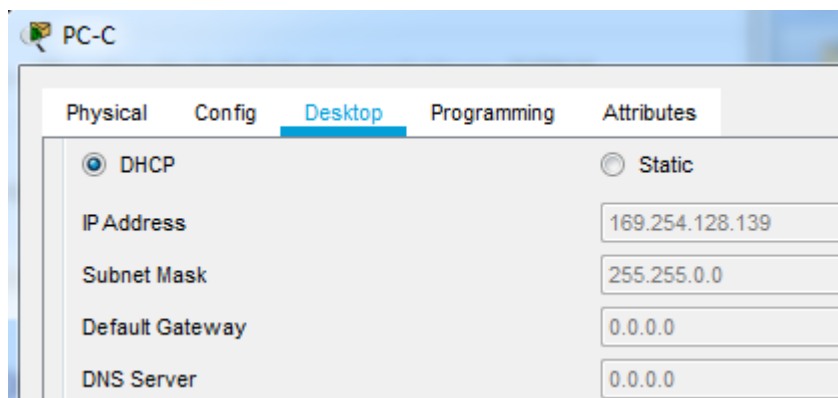 PC-C
Physical Config Desktop Programming Attributes
DHCP Static
IP Address 169.254.128.139
Subnet Mask 255.255.0.0
Default Gateway 0.0.0.0
DNS Server 0.0.0.0